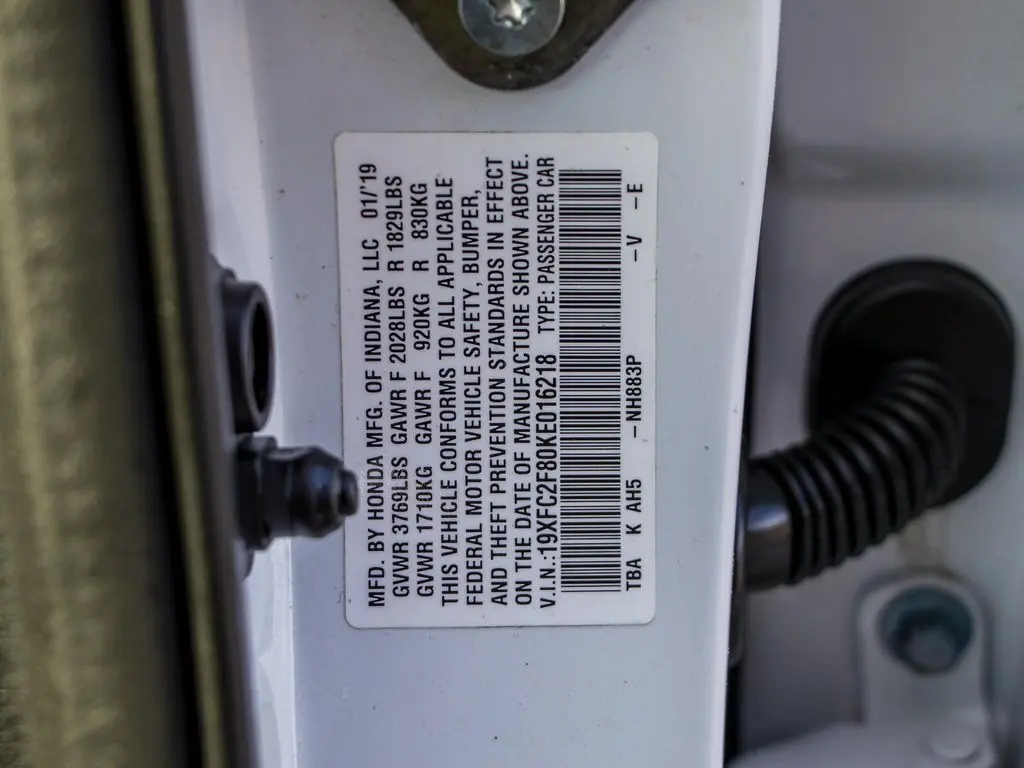 MFD. BY HONDA MFG. OF INDIANA, LLC 01/'19
GVWR 3769LBS GAWR F 2028LBS R 1829LBS
GVWR 1710KG GAWR F 920KG R 830KG
THIS VEHICLE CONFORMS TO ALL APPLICABLE
FEDERAL MOTOR VEHICLE SAFETY, BUMPER,
AND THEFT PREVENTION STANDARDS IN EFFECT
ON THE DATE OF MANUFACTURE SHOWN ABOVE.
V.I.N.:19XFC2F80KE016218 TYPE: PASSENGER CAR
TBA K AH5 -NH883P -V -E